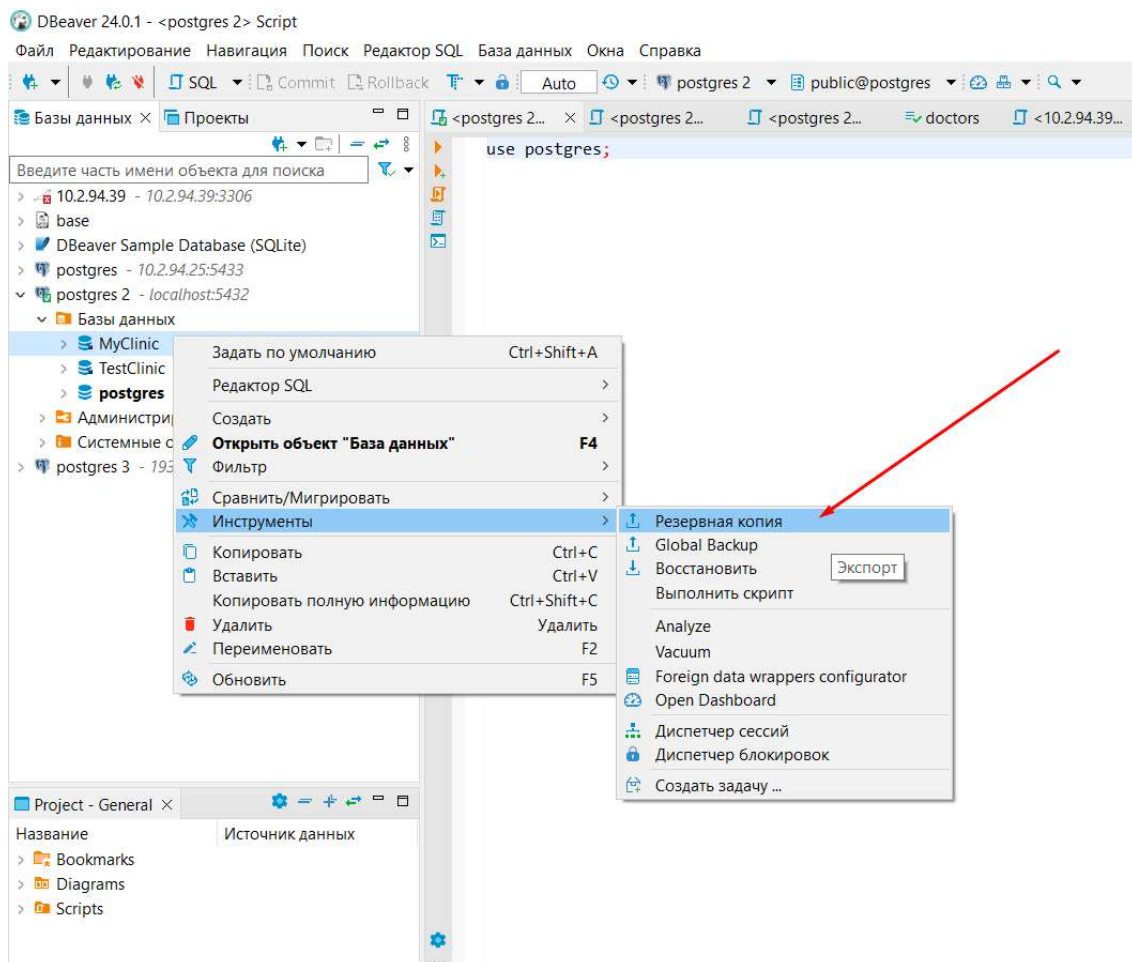 DBeaver 24.0.1 - <postgres 2> Script
Файл Редактирование Навигация Поиск Редактор SQL База данных Окна Справка
SQL Commit Rollback Auto postgres 2 public@postgres
Базы данных Проекты
<postgres 2... <postgres 2... <postgres 2... doctors <10.2.94.39...
use postgres;
Введите часть имени объекта для поиска
10.2.94.39 - 10.2.94.39:3306
base
DBeaver Sample Database (SQLite)
postgres - 10.2.94.25:5433
postgres 2 - localhost:5432
Базы данных
MyClinic
TestClinic
postgres
Администрир
Системные с
postgres 3 - 193
Задать по умолчанию Ctrl+Shift+A
Редактор SQL
Создать
Открыть объект "База данных" F4
Фильтр
Сравнить/Мигрировать
Инструменты
Копировать Ctrl+C
Вставить Ctrl+V
Копировать полную информацию Ctrl+Shift+C
Удалить Удалить
Переименовать F2
Обновить F5
Резервная копия
Global Backup
Восстановить
Экспорт
Выполнить скрипт
Analyze
Vacuum
Foreign data wrappers configurator
Open Dashboard
Диспетчер сессий
Диспетчер блокировок
Создать задачу ...
Project - General
Название Источник данных
Bookmarks
Diagrams
Scripts